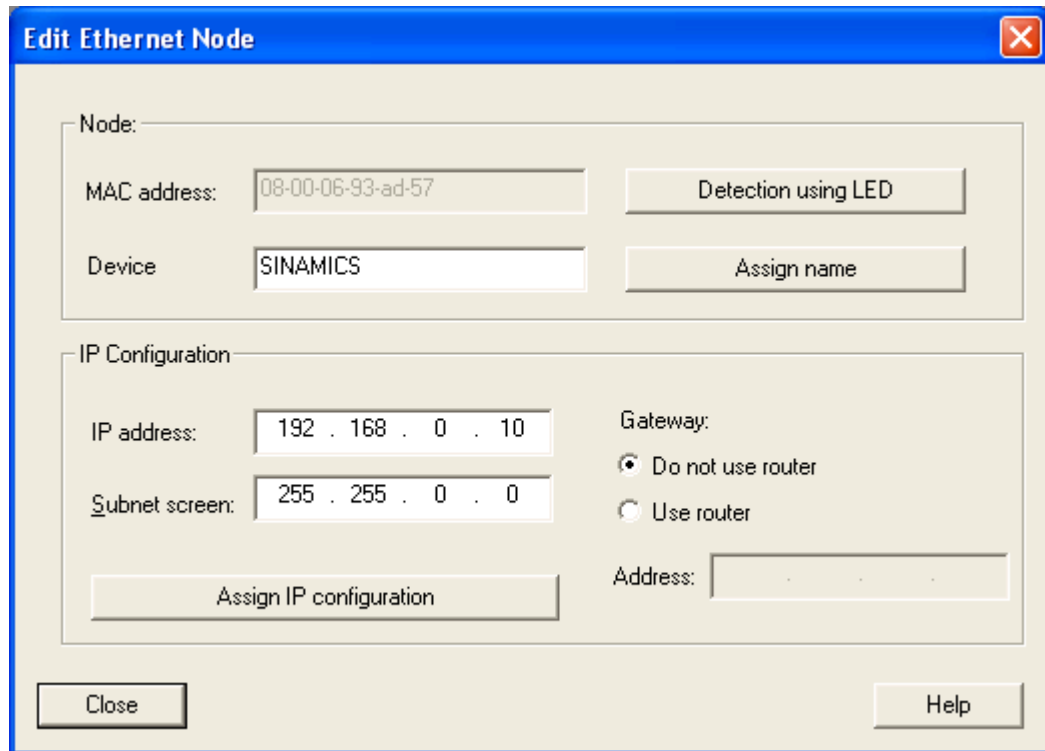 Edit Ethernet Node
Node:
MAC address: 08-00-06-93-ad-57 Detection using LED
Device SINAMICS Assign name
IP Configuration
IP address: 192 . 168 . 0 . 10 Gateway:
Do not use router
Subnet screen: 255 . 255 . 0 . 0 Use router
Address: . . .
Assign IP configuration
Close Help